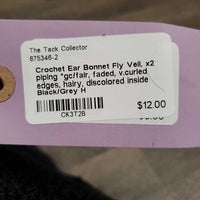 The Tack Collector
675346-2
Crochet Ear Bonnet Fly Veil, x2
piping *gc/fair, faded, v.curled
edges, hairy, discolored inside
Black/Grey H
$12.00
CK3T2B